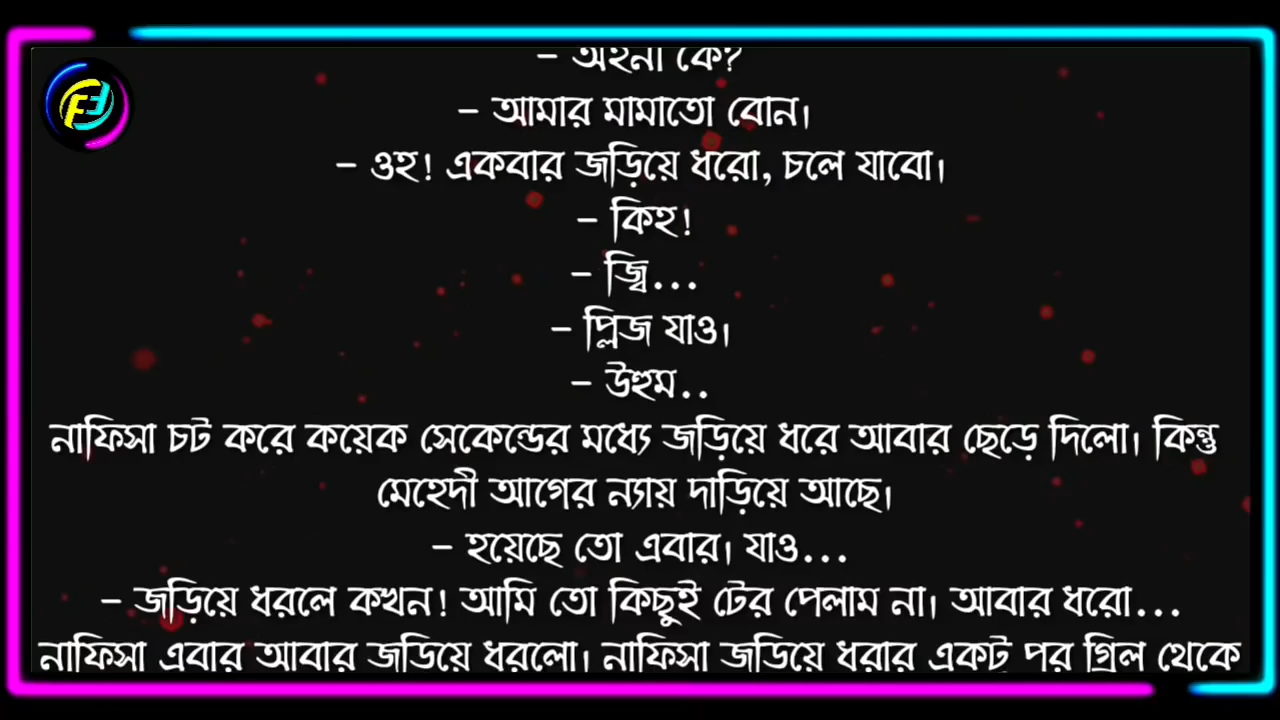 - অহনা কে?
- আমার মামাতো বোন।
- ওহ! একবার জড়িয়ে ধরো, চলে যাবো।
- কিহ!
- জ্বি...
- প্লিজ যাও।
- উহুম..
নাফিসা চট করে কয়েক সেকেন্ডের মধ্যে জড়িয়ে ধরে আবার ছেড়ে দিলো। কিন্তু
মেহেদী আগের ন্যায় দাড়িয়ে আছে।
- হয়েছে তো এবার। যাও...
- জড়িয়ে ধরলে কখন! আমি তো কিছুই টের পেলাম না। আবার ধরো...
নাফিসা এবার আবার জড়িয়ে ধরলো। নাফিসা জড়িয়ে ধরার একটু পর গ্রিল থেকে